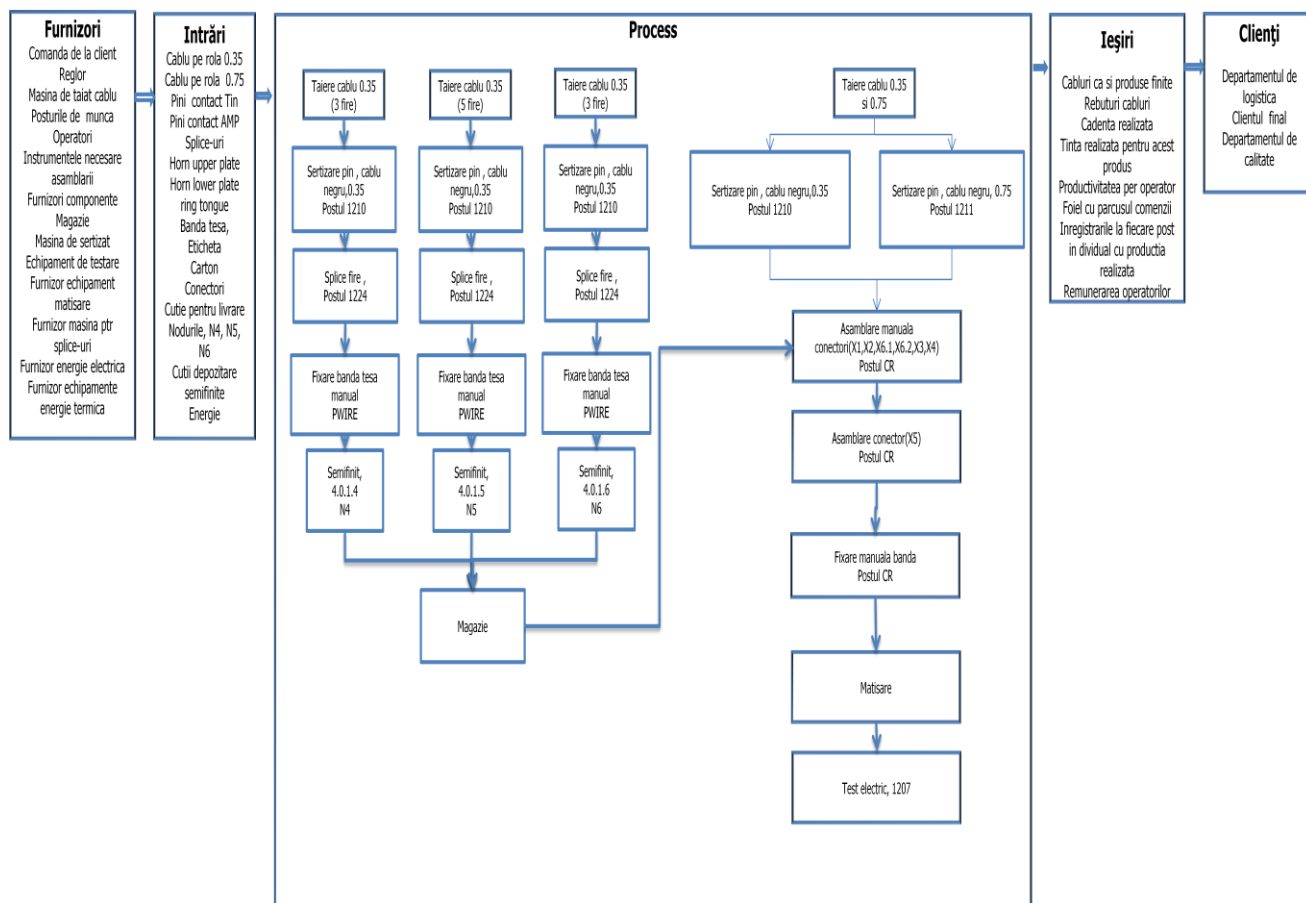 Furnizori
Comanda de la client
Reglor
Masina de taiat cablu
Posturile de munca
Operatori
Instrumentele necesare
asamblarii
Furnizori componente
Magazie
Masina de sertizat
Echipament de testare
Furnizor echipament
matisare
Furnizor masina ptr
splice-uri
Furnizor energie electrica
Furnizor echipamente
energie termica
Intrări
Cablu pe rola 0.35
Cablu pe rola 0.75
Pini contact Tin
Pini contact AMP
Splice-uri
Horn upper plate
Horn lower plate
ring tongue
Banda tesa,
Eticheta
Carton
Conectori
Cutie pentru livrare
Nodurile, N4, N5,
N6
Cutii depozitare
semifinite
Energie
Process
Taiere cablu 0.35
(3 fire)
Sertizare pin , cablu
negru,0.35
Postul 1210
Splice fire ,
Postul 1224
Fixare banda tesa
manual
PWIRE
Semifinit,
4.0.1.4
N4
Taiere cablu 0.35
(5 fire)
Sertizare pin , cablu
negru,0.35
Postul 1210
Splice fire ,
Postul 1224
Fixare banda tesa
manual
PWIRE
Semifinit,
4.0.1.5
N5
Taiere cablu 0.35
(3 fire)
Sertizare pin , cablu
negru,0.35
Postul 1210
Splice fire ,
Postul 1224
Fixare banda tesa
manual
PWIRE
Semifinit,
4.0.1.6
N6
Magazie
Taiere cablu 0.35
si 0.75
Sertizare pin , cablu negru,0.35
Postul 1210
Sertizare pin , cablu negru, 0.75
Postul 1211
Asamblare manuala
conectori(X1,X2,X6.1,X6.2,X3,X4)
Postul CR
Asamblare conector(X5)
Postul CR
Fixare manuala banda
Postul CR
Matisare
Test electric, 1207
Ieşiri
Cabluri ca si produse finite
Rebuturi cabluri
Cadenta realizata
Tinta realizata pentru acest
produs
Productivitatea per operator
Foiel cu parcusul comenzii
Inregistrarile la fiecare post
in dividual cu productia
realizata
Remunerarea operatorilor
Clienţi
Departamentul de
logistica
Clientul final
Departamentul de
calitate